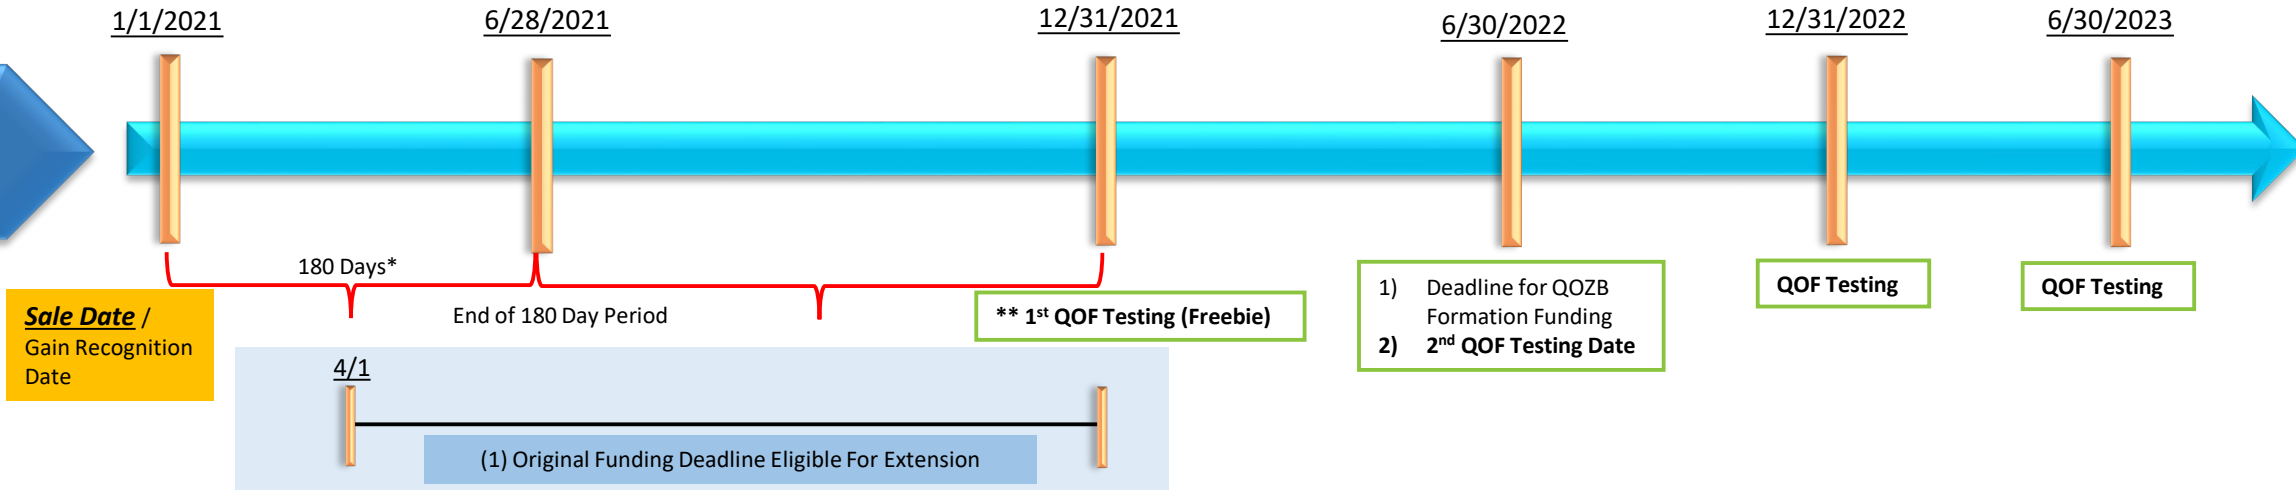 1/1/2021
6/28/2021
12/31/2021
6/30/2022
12/31/2022
6/30/2023
180 Days*
Sale Date /
Gain Recognition
Date
End of 180 Day Period
** 1st QOF Testing (Freebie)
1) Deadline for QOZB
Formation Funding
2) 2nd QOF Testing Date
QOF Testing
QOF Testing
4/1
(1) Original Funding Deadline Eligible For Extension